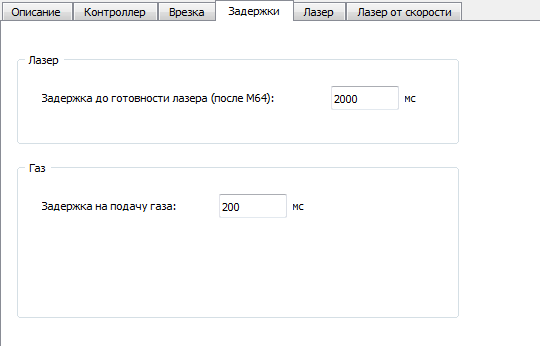 Описание Контроллер Врезка Задержки Лазер Лазер от скорости
Лазер
Задержка до готовности лазера (после M64): 2000 мс
Газ
Задержка на подачу газа: 200 мс